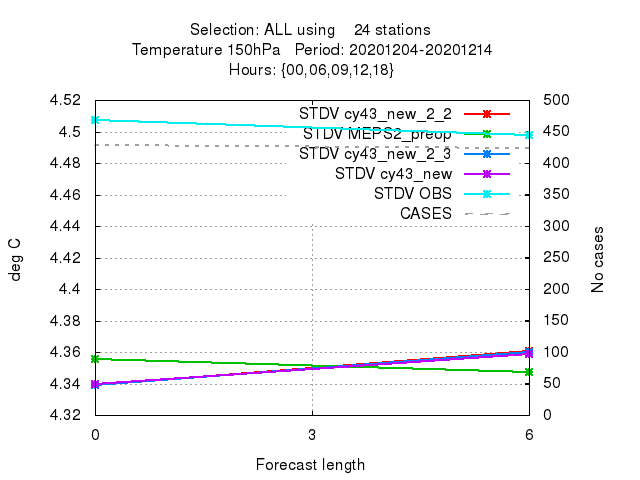 Selection: ALL using 24 stations
Temperature 150hPa Period: 20201204-20201214
Hours: {00,06,09,12,18}
4.52 500
STDV cy43_new_2_2
4.5 STDV MEPS2_preop 450
STDV cy43_new_2_3
4.48 400
STDV cy43_new
4.46 STDV OBS 350
CASES
4.44 300
4.42 250
deg C No cases
4.4 200
4.38 150
4.36 100
4.34 50
4.32 0
0 3 6
Forecast length